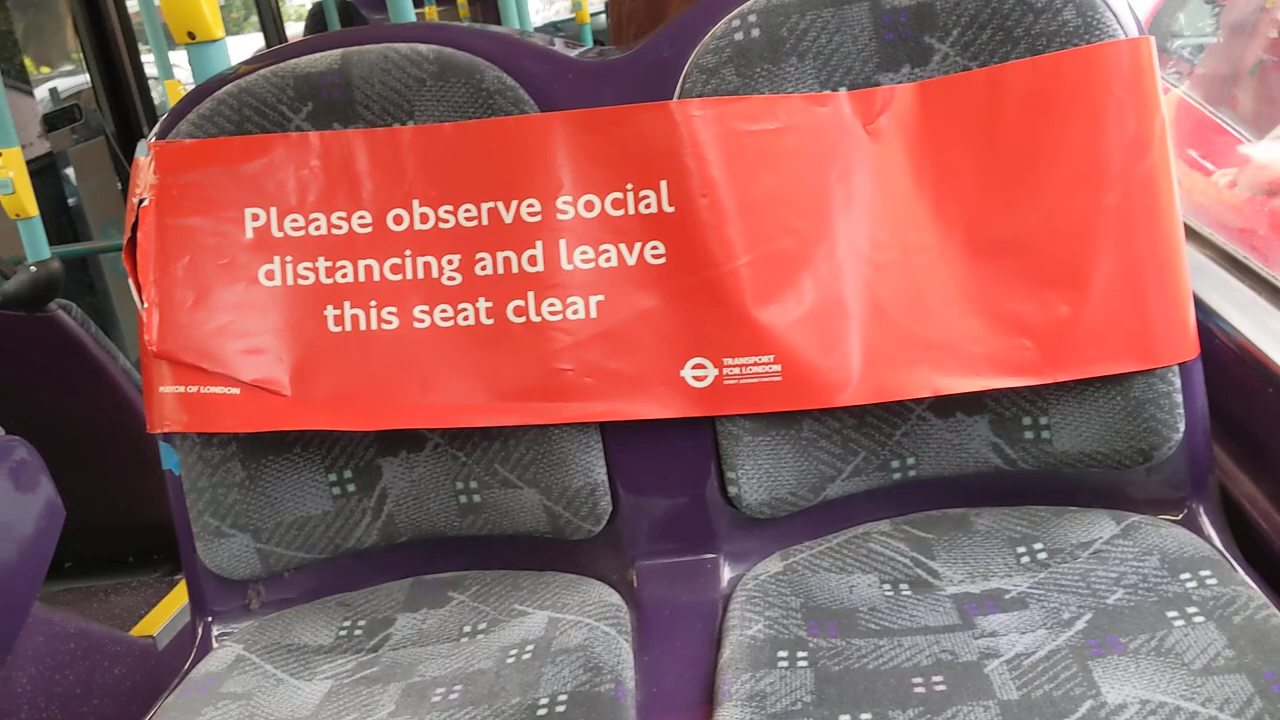 Please observe social
distancing and leave
this seat clear
MAYOR OF LONDON
TRANSPORT
FOR LONDON